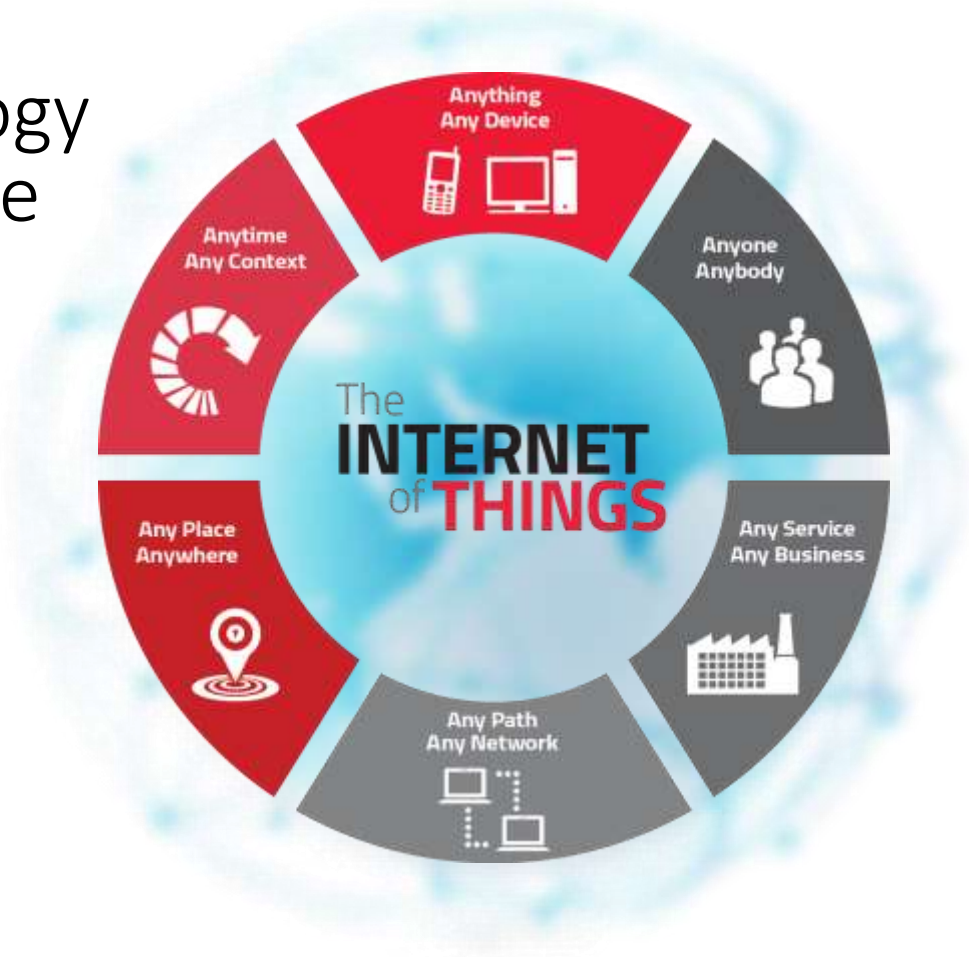 ogy
e
Anything
Any Device
Anyone
Anybody
Any Service
Any Business
Any Path
Any Network
Any Place
Anywhere
Anytime
Any Context
The
INTERNET
of THINGS